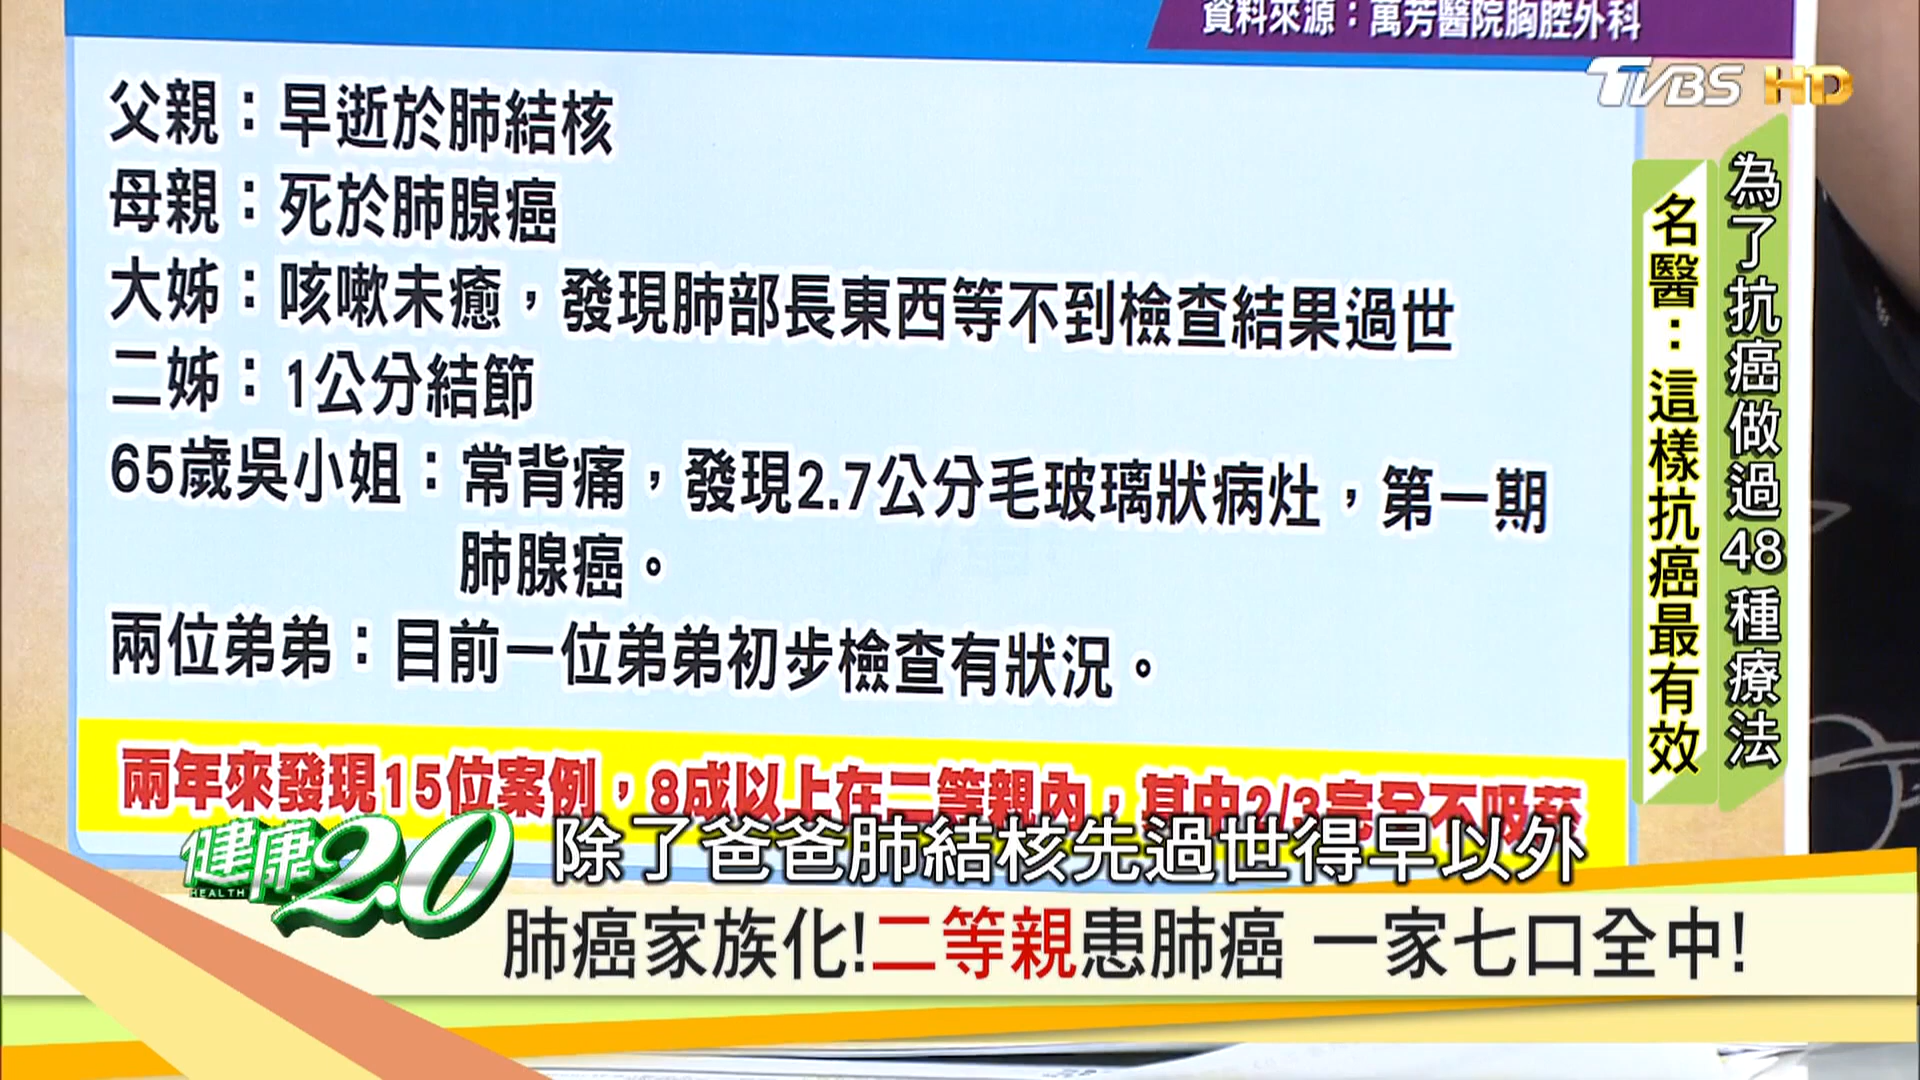 資料來源：萬芳醫院胸腔外科
TVBS HD
父親：早逝於肺結核
母親：死於肺腺癌
大姊：咳嗽未癒，發現肺部長東西等不到檢查結果過世
二姊：1公分結節
65歲吳小姐：常背痛，發現2.7公分毛玻璃狀病灶，第一期
肺腺癌。
兩位弟弟：目前一位弟弟初步檢查有狀況。
兩年來發現15位案例，8成以上在二等親內，其中2/3完全不吸菸
為了抗癌做過48種療法
名醫：這樣抗癌最有效
健康2.0
HEALTH
除了爸爸肺結核先過世得早以外
肺癌家族化!二等親患肺癌 一家七口全中!